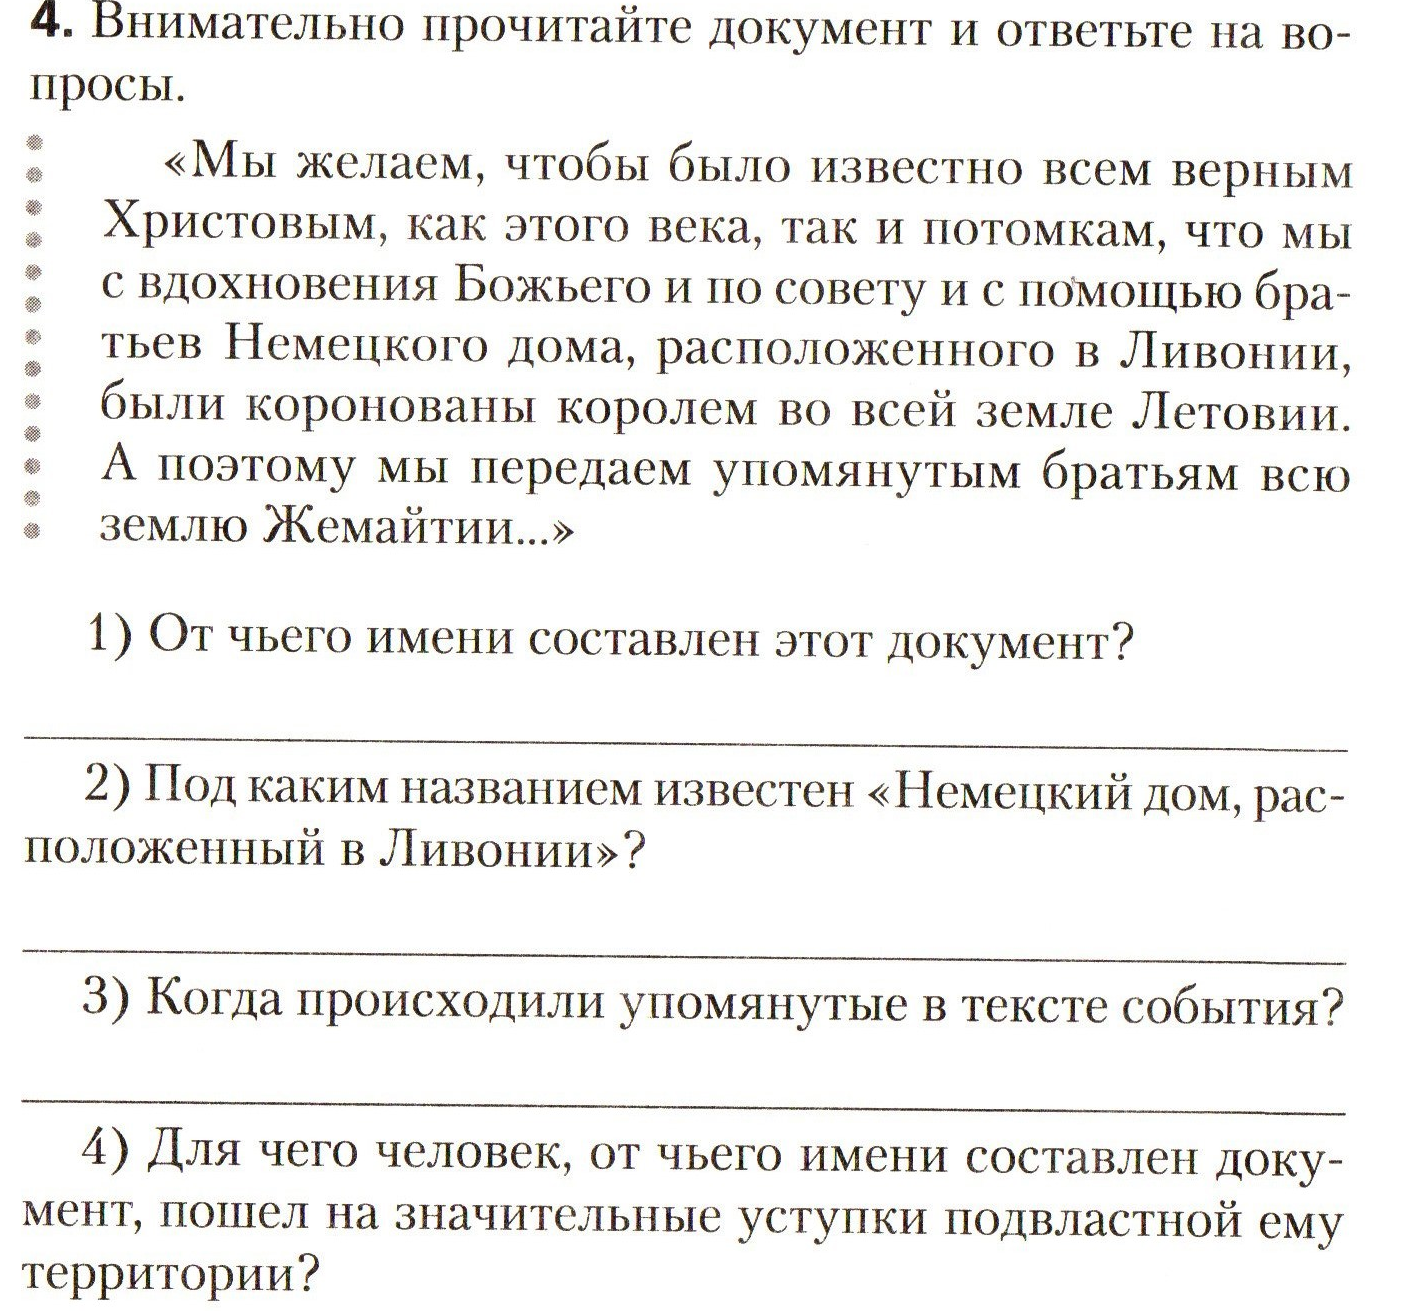 4. Внимательно прочитайте документ и ответьте на во-
просы.
«Мы желаем, чтобы было известно всем верным
Христовым, как этого века, так и потомкам, что мы
с вдохновения Божьего и по совету и с помощью бра-
тьев Немецкого дома, расположенного в Ливонии,
были коронованы королем во всей земле Летовии.
А поэтому мы передаем упомянутым братьям всю
землю Жемайтии...»
1) От чьего имени составлен этот документ?
2) Под каким названием известен «Немецкий дом, рас-
положенный в Ливонии»?
3) Когда происходили упомянутые в тексте события?
4) Для чего человек, от чьего имени составлен доку-
мент, пошел на значительные уступки подвластной ему
территории?